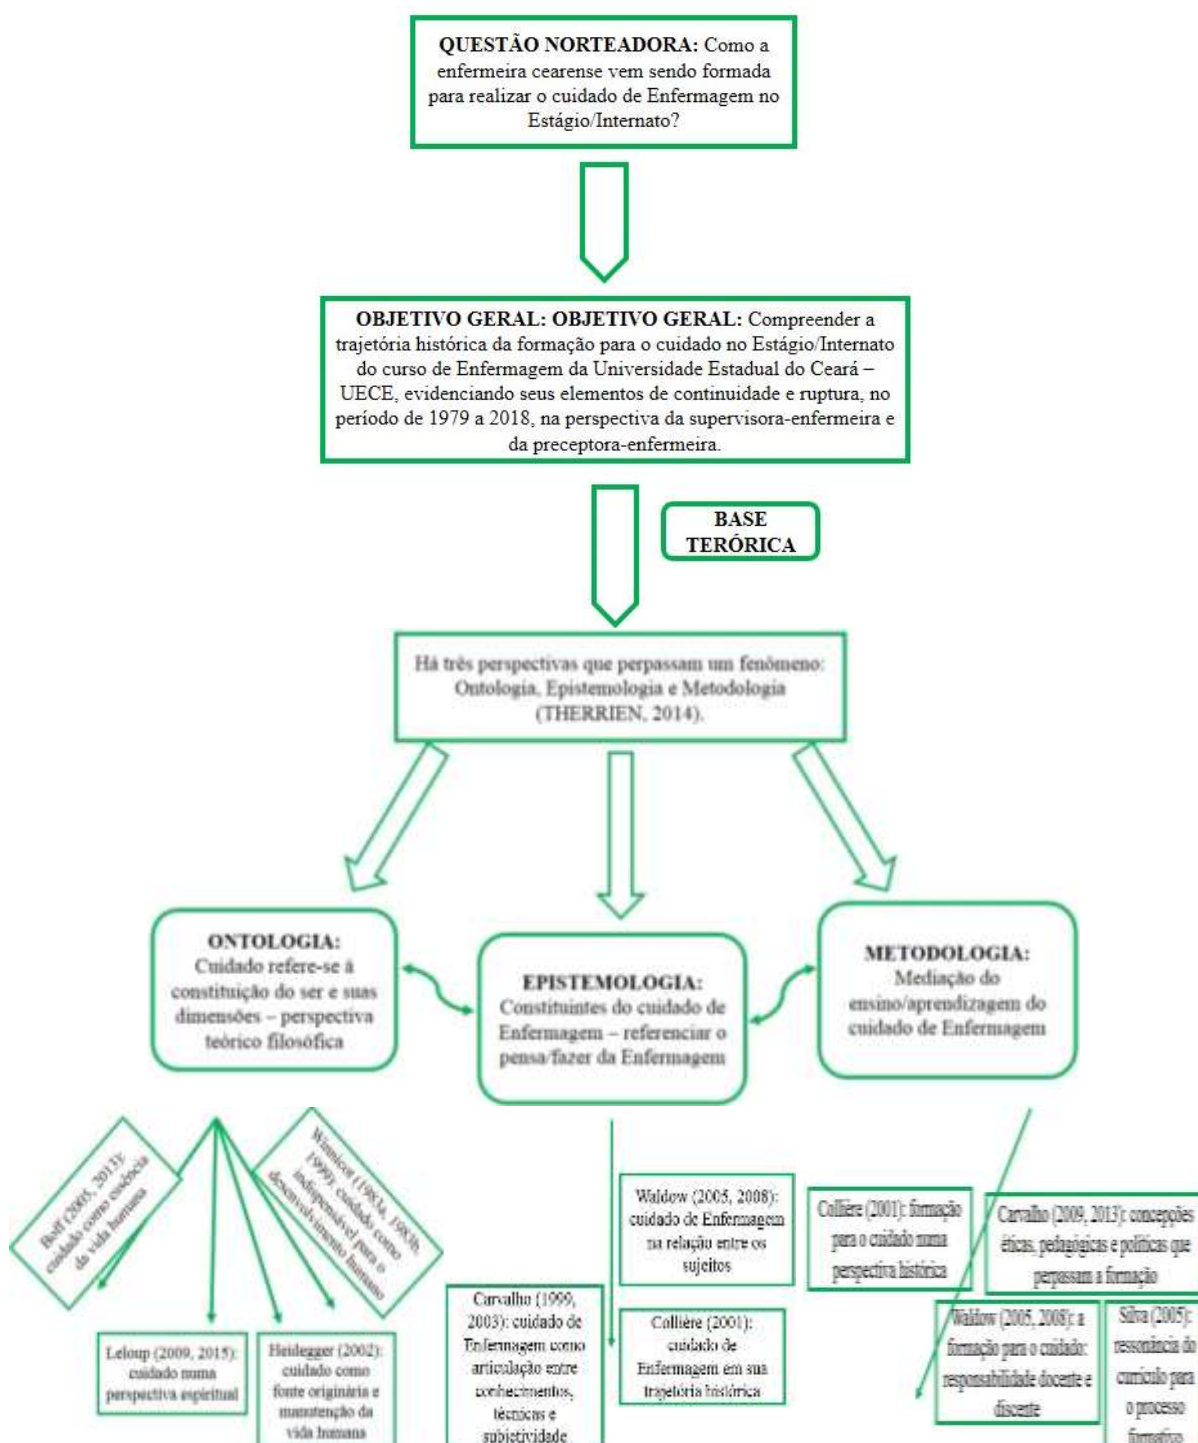 QUESTÃO NORTEADORA: Como a
enfermeira cearense vem sendo formada
para realizar o cuidado de Enfermagem no
Estágio/Internato?
OBJETIVO GERAL: OBJETIVO GERAL: Compreender a
trajetória histórica da formação para o cuidado no Estágio/Internato
do curso de Enfermagem da Universidade Estadual do Ceará –
UECE, evidenciando seus elementos de continuidade e ruptura, no
período de 1979 a 2018, na perspectiva da supervisora-enfermeira e
da preceptora-enfermeira.
BASE
TERÓRICA
Há três perspectivas que perpassam um fenômeno:
Ontologia, Epistemologia e Metodologia
(THERRIEN, 2014).
ONTOLOGIA:
Cuidado refere-se à
constituição do ser e suas
dimensões – perspectiva
teórico filosófica
EPISTEMOLOGIA:
Constituintes do cuidado de
Enfermagem – referenciar o
pensa/fazer da Enfermagem
METODOLOGIA:
Mediação do
ensino/aprendizagem do
cuidado de Enfermagem
Boff (2005, 2013):
cuidado como essência
da vida humana
Winnicot (1983a, 1983b,
1999): cuidado como
indispensável para o
desenvolvimento humano
Leloup (2009, 2015):
cuidado numa
perspectiva espiritual
Heidegger (2002):
cuidado como
fonte originária e
manutenção da
vida humana
Carvalho (1999,
2003): cuidado de
Enfermagem como
articulação entre
conhecimentos,
técnicas e
subjetividade
Waldow (2005, 2008):
cuidado de Enfermagem
na relação entre os
sujeitos
Collière (2001):
cuidado de
Enfermagem em sua
trajetória histórica
Collière (2001): formação
para o cuidado numa
perspectiva histórica
Carvalho (2009, 2013): concepções
éticas, pedagógicas e políticas que
perpassam a formação
Waldow (2005, 2008): a
formação para o cuidado:
responsabilidade docente e
discente
Silva (2005):
ressonância do
currículo para
o processo
formativo